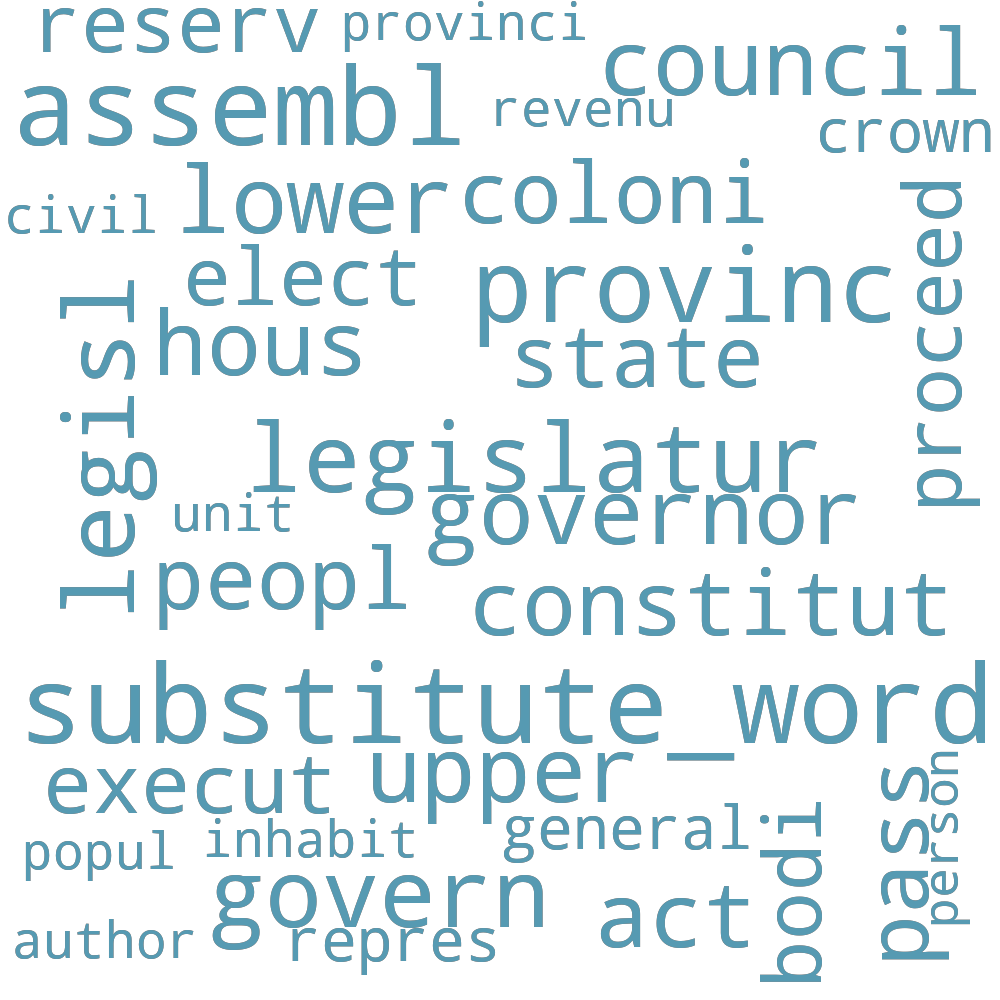 reserv
provinci
council
assembl
revenu
crown
lower
coloni
civil
proceed
elect
provinc
legisl
hous
state
legislatur
unit
governor
peopl
constitut
substitute_word
execut
upper
pass
person
popul
inhabit
general
bodi
govern
act
author
repres